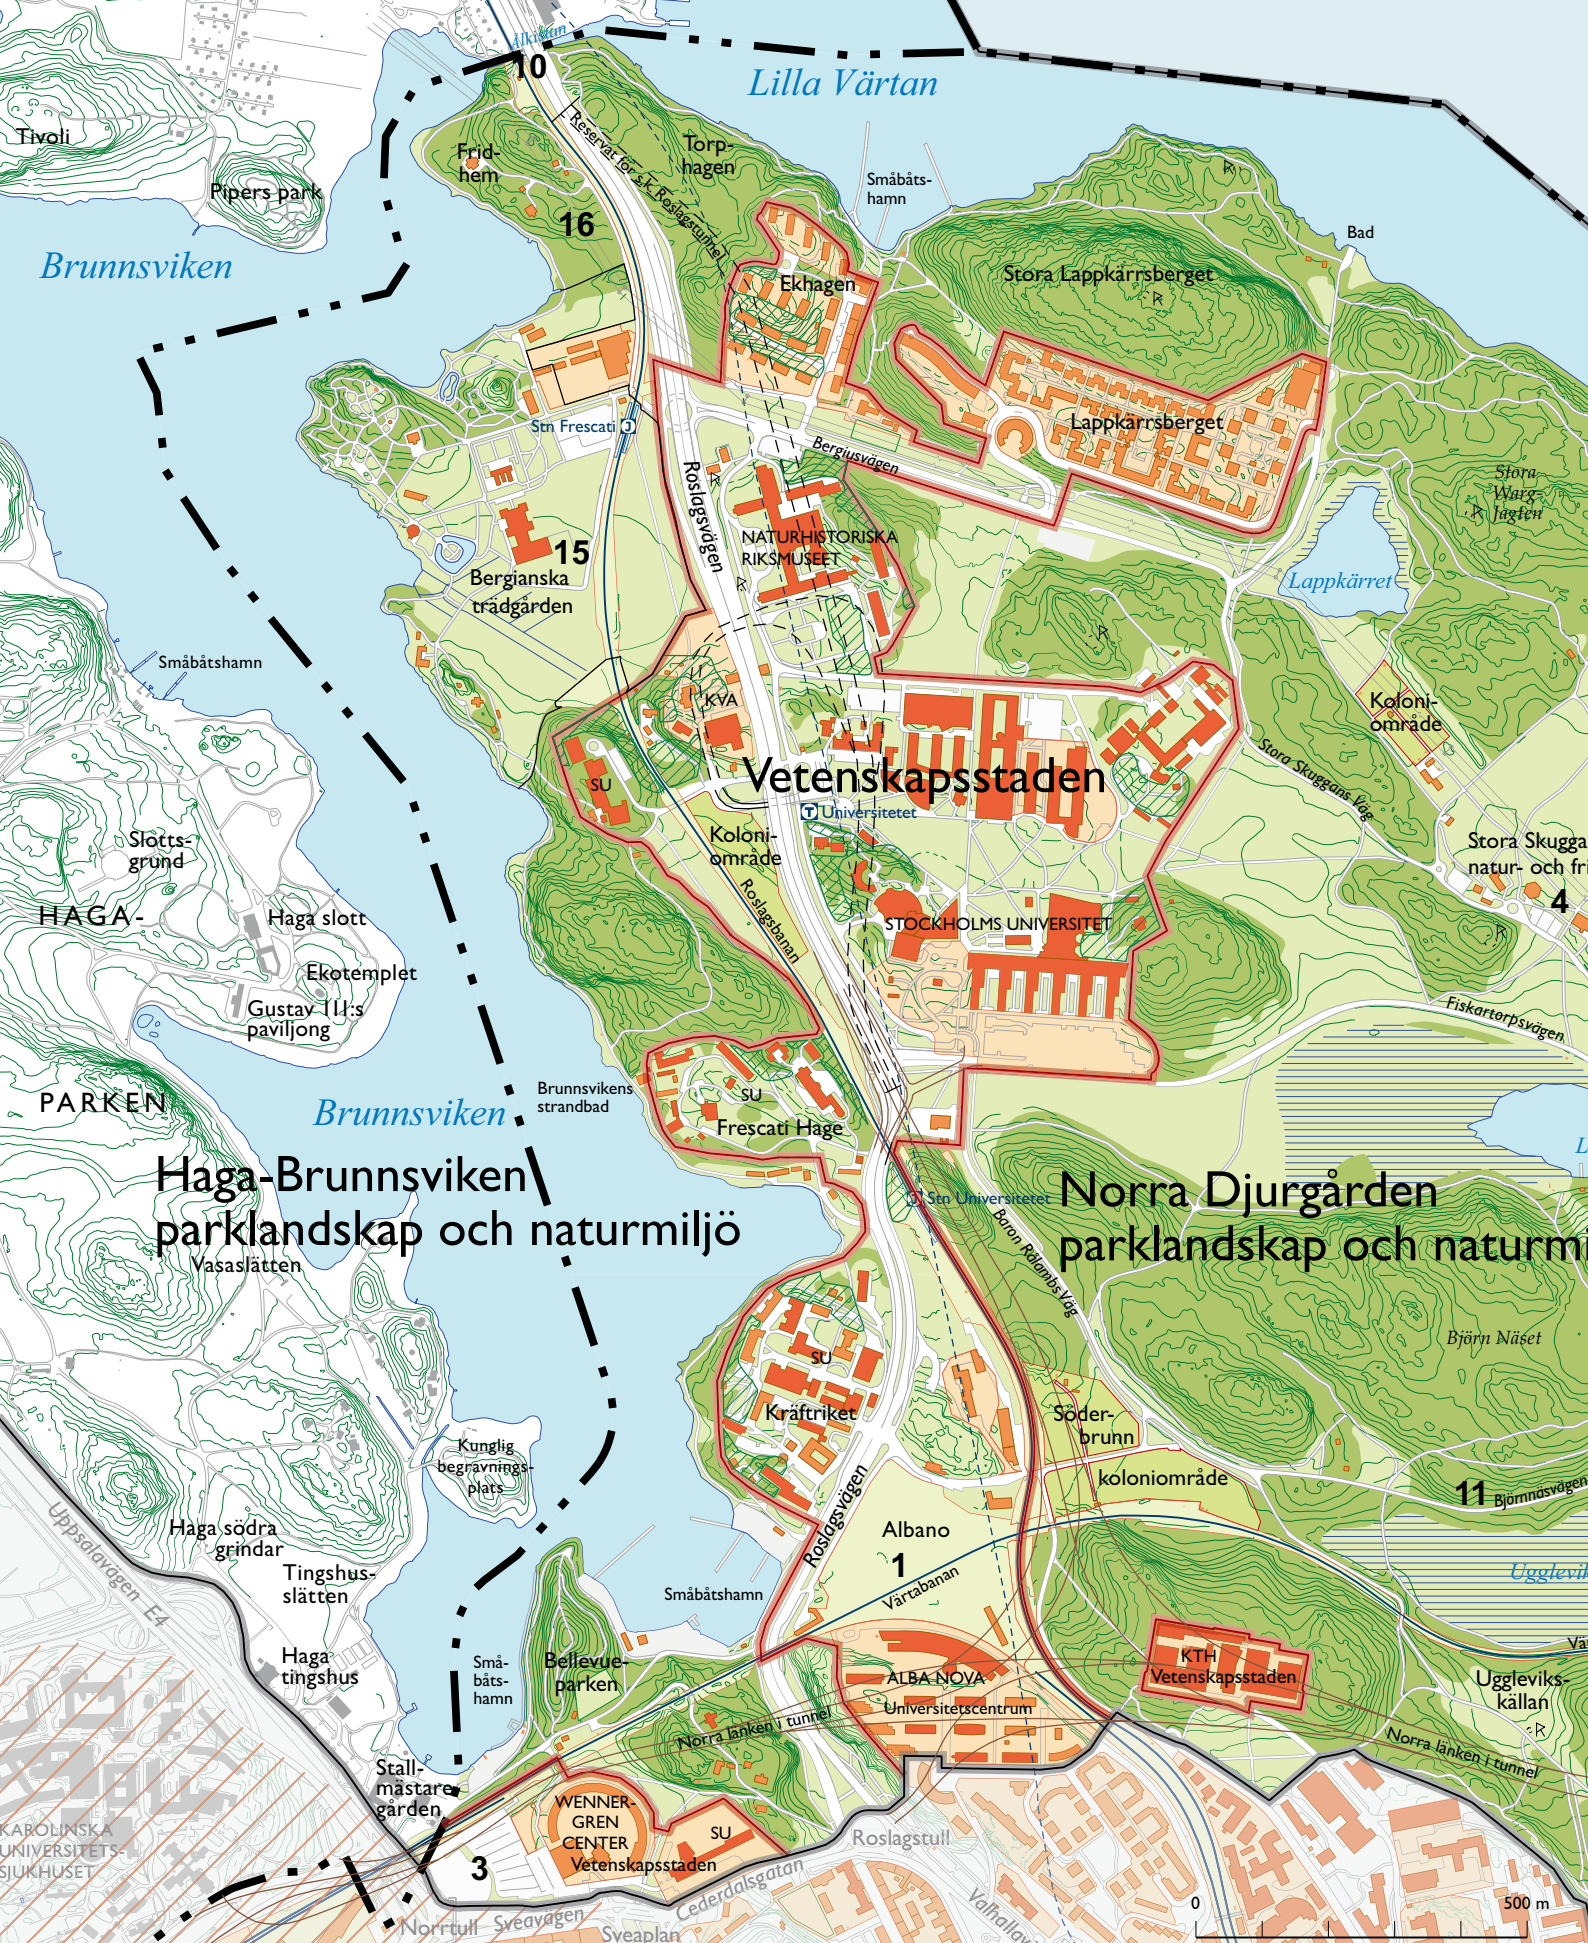 Ålkistan
10
Lilla Värtan
Tivoli
Frid-
hem
Torp-
hagen
Reservat för s.k. Roslagstunnel
Pipers park
Småbåts-
hamn
16
Bad
Brunnsviken
Ekhagen
Stora Lappkärrsberget
Stn Frescati
Lappkärrsberget
Bergiusvägen
Roslagsvägen
Stora
Warg-
Jagten
NATURHISTORISKA
RIKSMUSEET
15
Bergianska
trädgården
Lappkärret
Småbåtshamn
KVA
Koloni-
område
SU
Vetenskapsstaden
Stora Skuggans Väg
T Universitetet
Koloni-
område
Slotts-
grund
Stora Skugga
natur- och fri
4
Roslagsbanan
HAGA-
Haga slott
STOCKHOLMS UNIVERSITET
Ekotemplet
Gustav III:s
paviljong
Fiskartorpsvägen
PARKEN
Brunnsviken
Brunnsvikens
strandbad
SU
Frescati Hage
L
Haga-Brunnsviken
parklandskap och naturmiljö
Stn Universitetet
Norra Djurgården
parklandskap och naturmi
Baron Rålambs Väg
Vasaslätten
Björn Näset
SU
Kräftriket
Söder-
brunn
koloniområde
Kunglig
begravnings-
plats
11
Björnnäsvägen
Roslagsvägen
Uppsalavägen E4
Haga södra
grindar
Albano
1
Värtabanan
Tingshus-
slätten
Småbåtshamn
Ugglevik
Haga
tingshus
Små-
båts-
hamn
Bellevue-
parken
ALBA NOVA
Universitetscentrum
KTH
Vetenskapsstaden
Vä
Uggleviks-
källan
Norra länken i tunnel
Norra länken i tunnel
Stall-
mästare
gården
WENNER-
GREN
CENTER
Vetenskapsstaden
SU
KAROLINSKA
UNIVERSITETS-
SJUKHUSET
3
Roslagstull
Cederdalsgatan
Norrtull
Sveavägen
Sveaplan
Valhallaväg
0
500 m